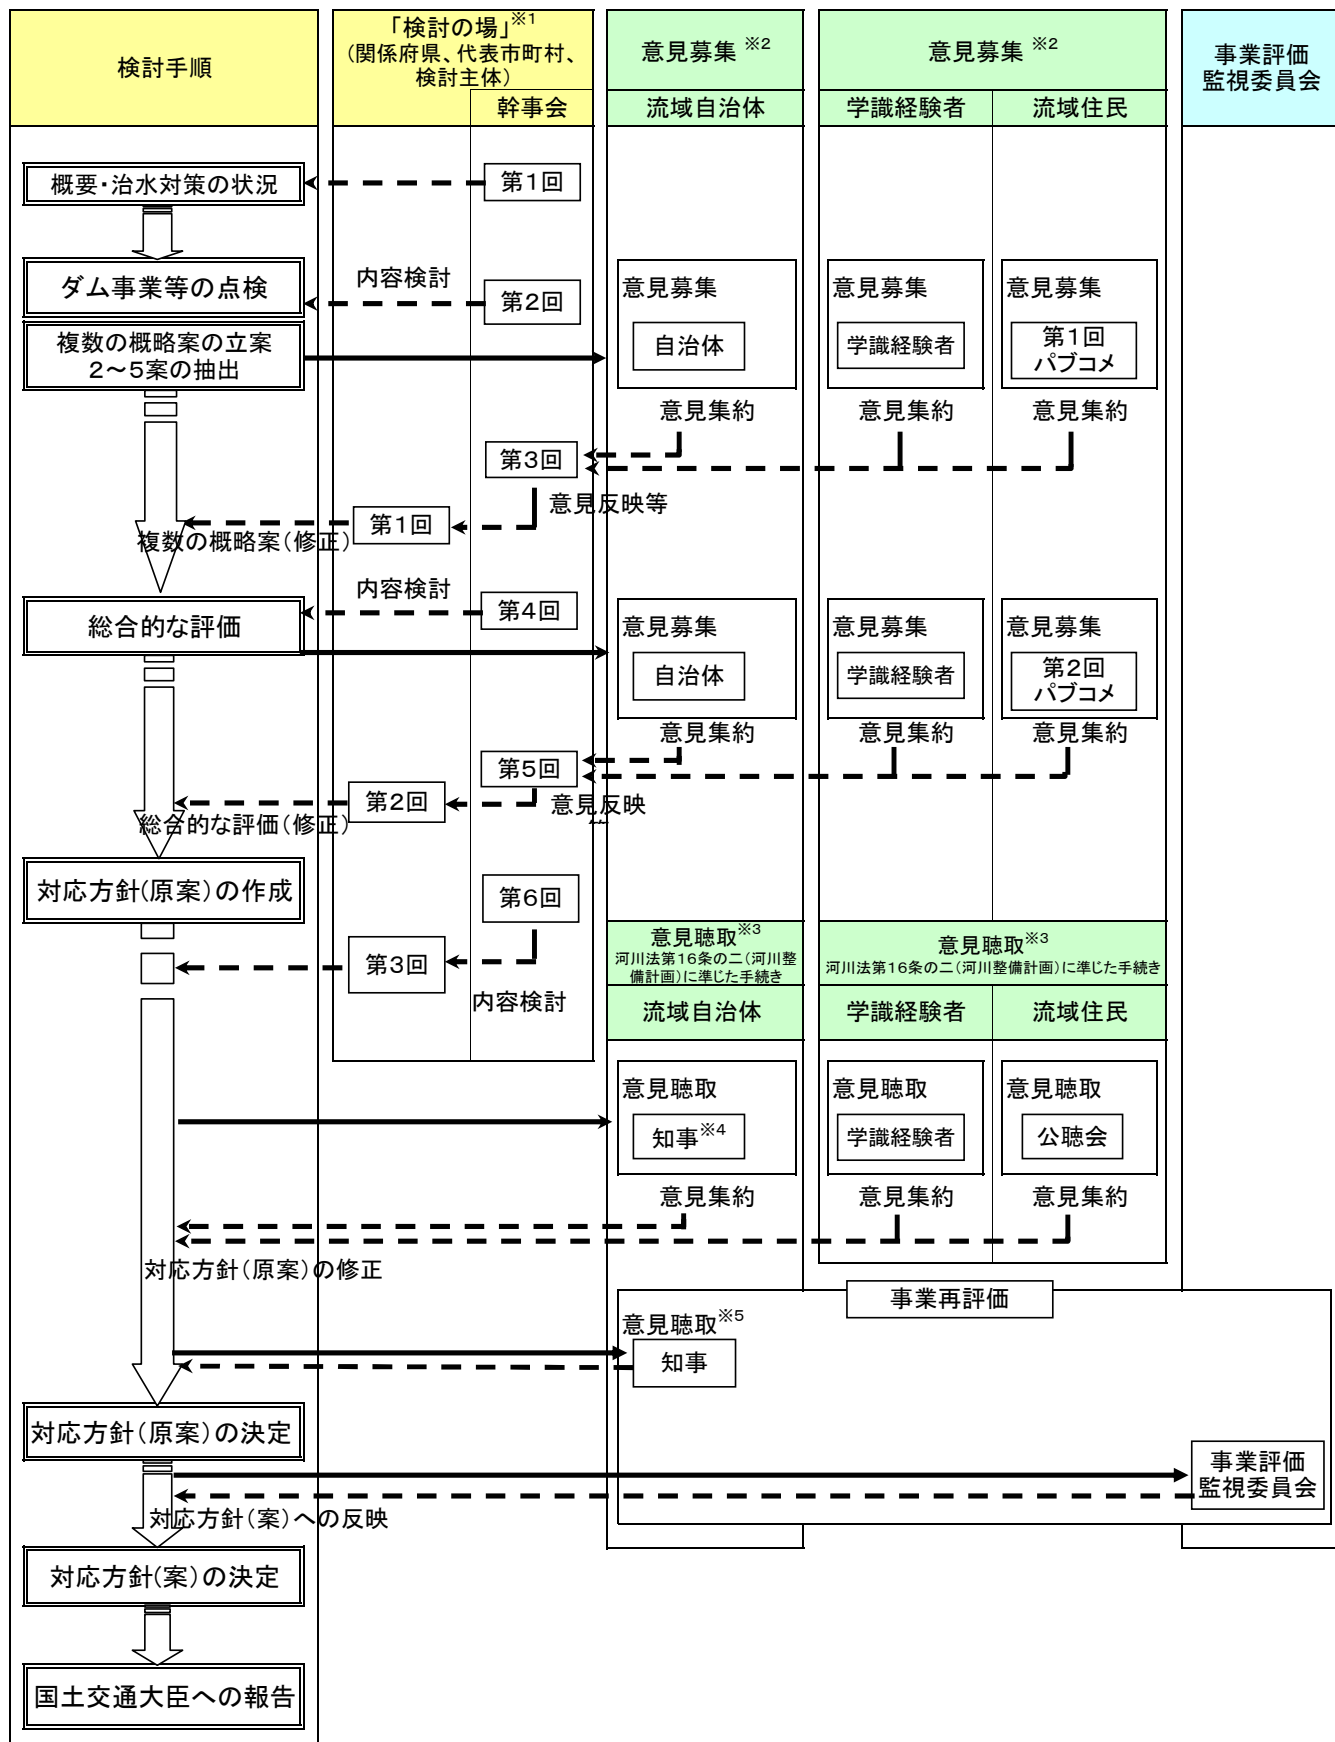 検討手順
「検討の場」※1
(関係府県、代表市町村、
検討主体)
幹事会
意見募集 ※2
流域自治体
意見募集 ※2
学識経験者
流域住民
事業評価
監視委員会
概要・治水対策の状況
第1回
ダム事業等の点検
内容検討
第2回
複数の概略案の立案
2～5案の抽出
意見募集
自治体
意見募集
学識経験者
意見募集
第1回
パブコメ
意見集約
意見集約
意見集約
第3回
意見反映等
第1回
複数の概略案(修正)
内容検討
第4回
総合的な評価
意見募集
自治体
意見募集
学識経験者
意見募集
第2回
パブコメ
意見集約
意見集約
意見集約
第5回
意見反映
第2回
総合的な評価(修正)
対応方針(原案)の作成
第6回
第3回
内容検討
意見聴取※3
河川法第16条の二(河川整
備計画)に準じた手続き
流域自治体
意見聴取※3
河川法第16条の二(河川整備計画)に準じた手続き
学識経験者
流域住民
意見聴取
知事※4
意見聴取
学識経験者
意見聴取
公聴会
意見集約
意見集約
意見集約
対応方針(原案)の修正
事業再評価
意見聴取※5
知事
対応方針(原案)の決定
事業評価
監視委員会
対応方針(案)への反映
対応方針(案)の決定
国土交通大臣への報告